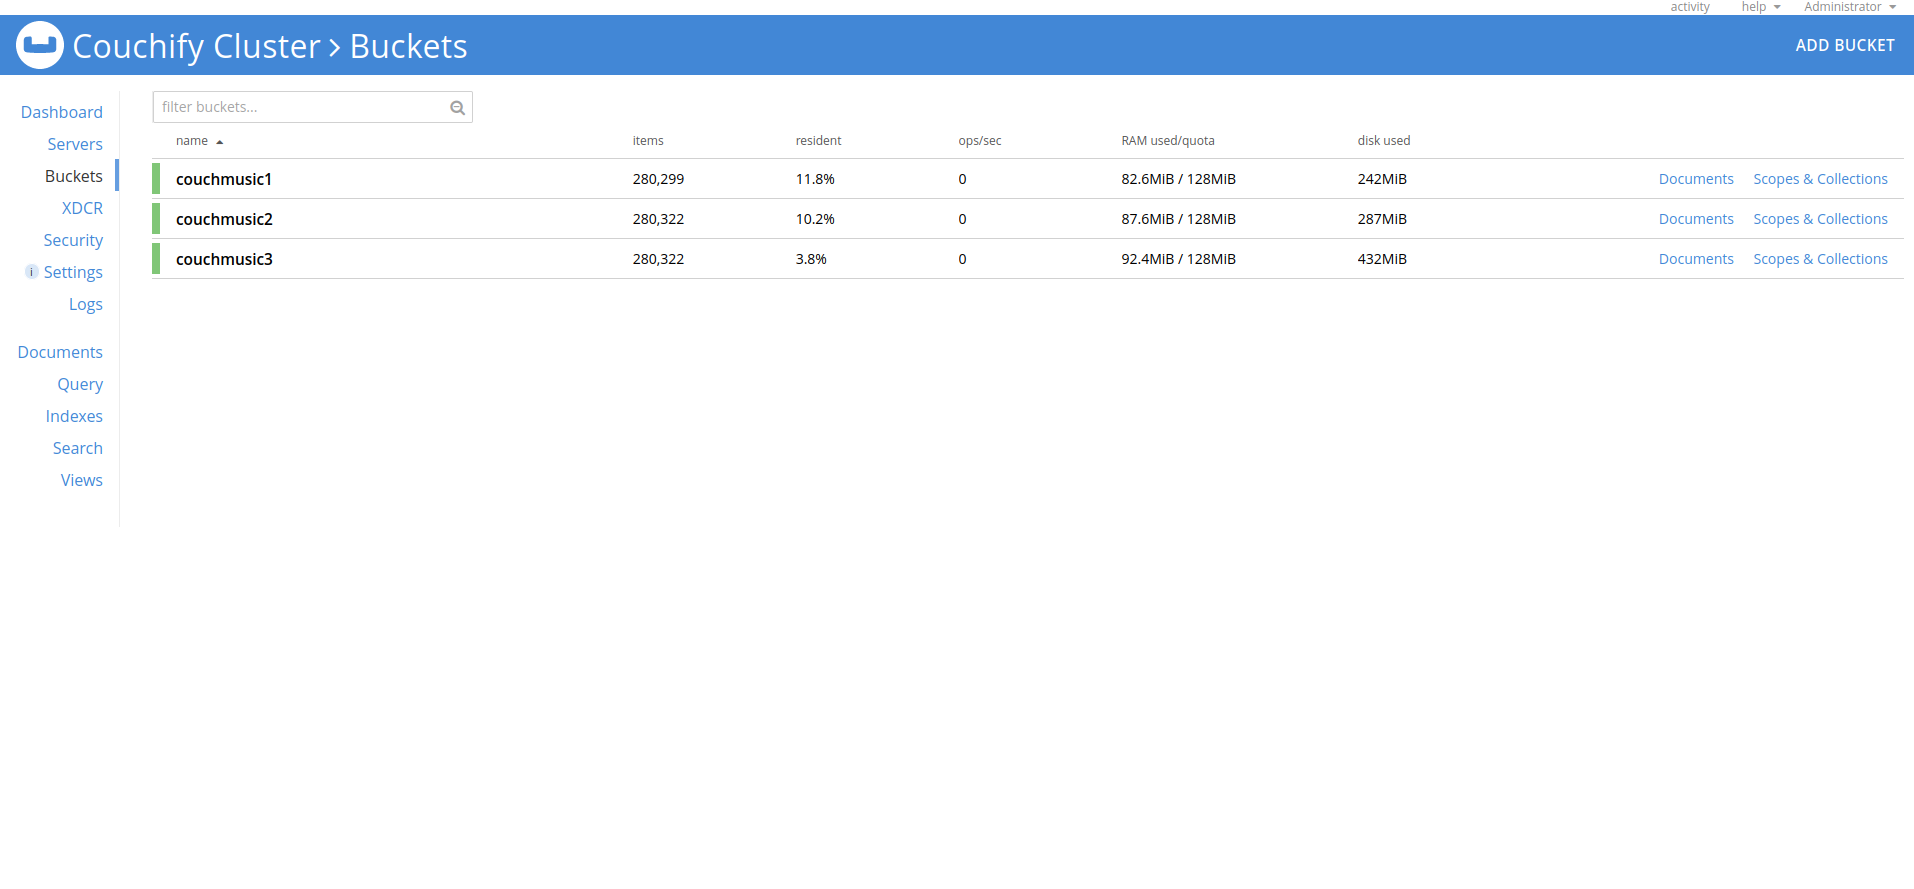 activity help Administrator
Couchify Cluster > Buckets ADD BUCKET
Dashboard
Servers
Buckets
XDCR
Security
i Settings
Logs
Documents
Query
Indexes
Search
Views
filter buckets...
name items resident ops/sec RAM used/quota disk used
couchmusic1 280,299 11.8% 0 82.6MiB / 128MiB 242MiB Documents Scopes & Collections
couchmusic2 280,322 10.2% 0 87.6MiB / 128MiB 287MiB Documents Scopes & Collections
couchmusic3 280,322 3.8% 0 92.4MiB / 128MiB 432MiB Documents Scopes & Collections